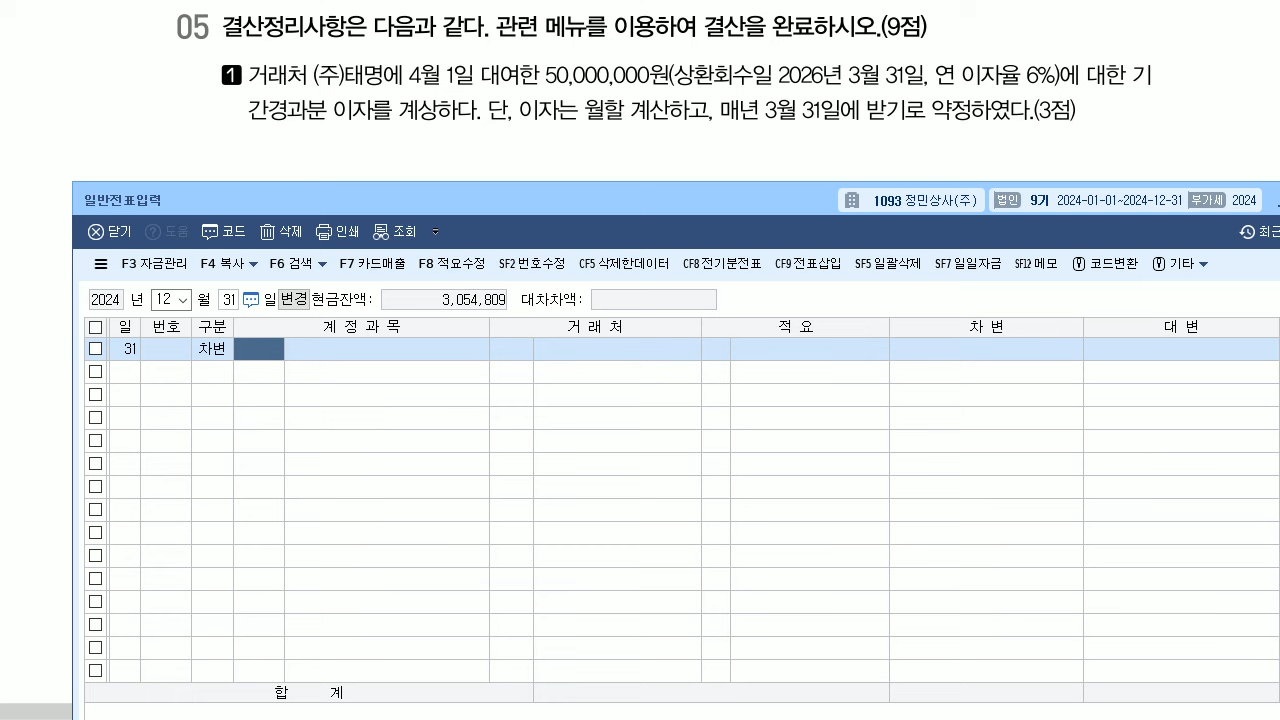 05 결산정리사항은 다음과 같다. 관련 메뉴를 이용하여 결산을 완료하시오.(9점)
1 거래처 (주)태명에 4월 1일 대여한 50,000,000원(상환회수일 2026년 3월 31일, 연 이자율 6%)에 대한 기
간경과분 이자를 계상하다. 단, 이자는 월할 계산하고, 매년 3월 31일에 받기로 약정하였다.(3점)
일반전표입력 1093 정민상사(주) 법인 9기 2024-01-01~2024-12-31 부가세 2024
닫기 도움 코드 삭제 인쇄 조회 최근
F3 자금관리 F4 복사 F6 검색 F7 카드매출 F8 적요수정 SF2 번호수정 CF5 삭제한데이터 CF8 전기분전표 CF9 전표삽입 SF5 일괄삭제 SF7 일일자금 SF12 메모 코드변환 기타
2024 년 12 월 31 일 변경 현금잔액: 3,054,809 대차차액:
일 번호 구분 계 정 과 목 거 래 처 적 요 차 변 대 변
31 차변
합 계